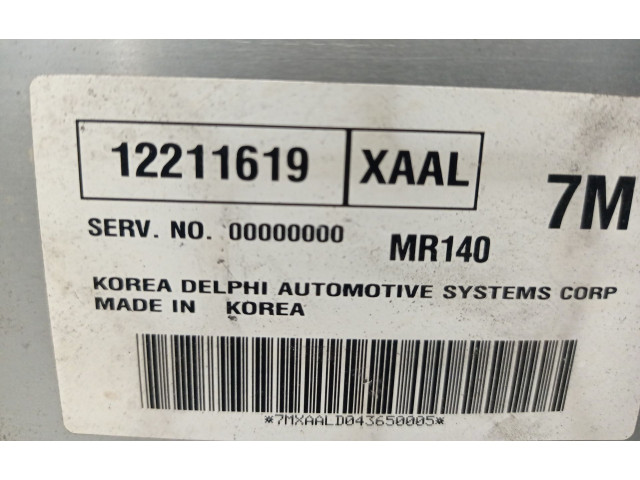 12211619 XAAL 7M
SERV. NO. 00000000 MR140
KOREA DELPHI AUTOMOTIVE SYSTEMS CORP
MADE IN KOREA
*7MXAALD043650005*